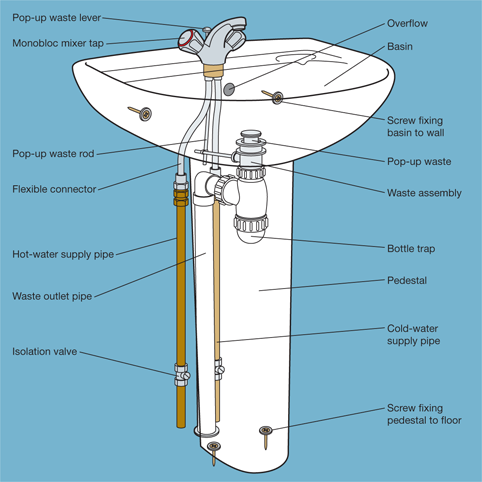 Pop-up waste lever
Monobloc mixer tap
Pop-up waste rod
Flexible connector
Hot-water supply pipe
Waste outlet pipe
Isolation valve
Overflow
Basin
Screw fixing
basin to wall
Pop-up waste
Waste assembly
Bottle trap
Pedestal
Cold-water
supply pipe
Screw fixing
pedestal to floor